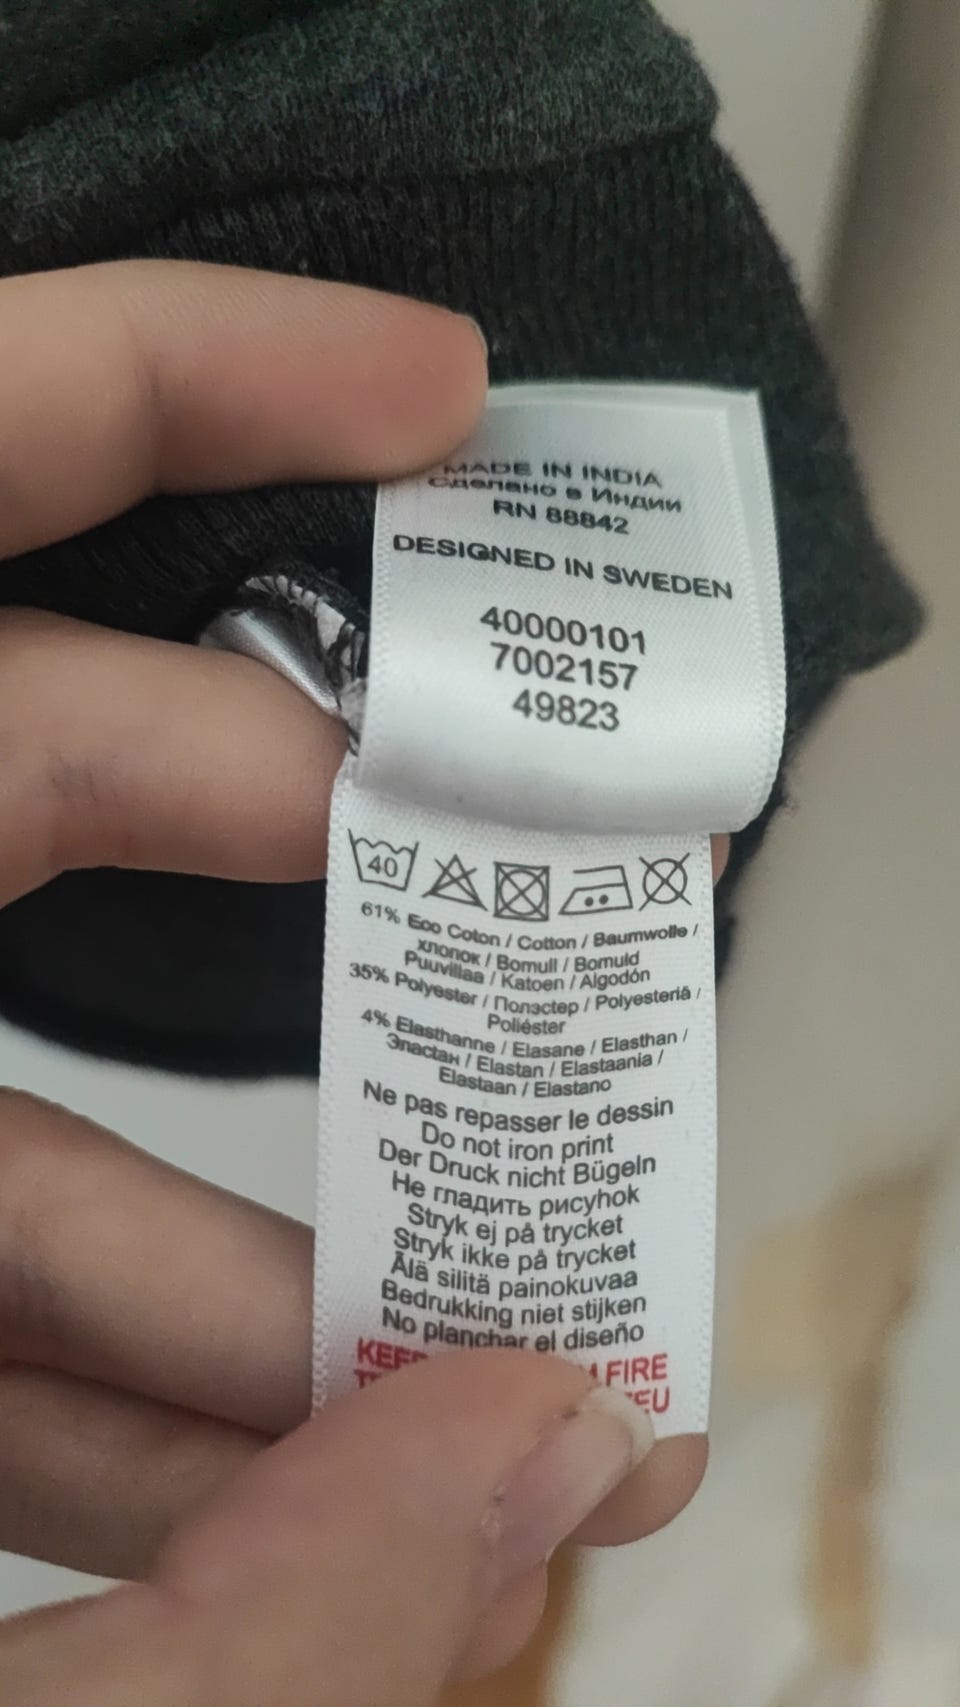 MADE IN INDIA
Сделано в Индии
RN 88842
DESIGNED IN SWEDEN
40000101
7002157
49823
40
61% Eco Coton / Cotton / Baumwolle /
хлопок / Bomull / Bomuld
Puuvillaa / Katoen / Algodón
35% Polyester / Полэстер / Polyesteriä /
Poliéster
4% Elasthanne / Elasane / Elasthan /
Эластан / Elastan / Elastaania /
Elastaan / Elastano
Ne pas repasser le dessin
Do not iron print
Der Druck nicht Bügeln
Не гладить рисунок
Stryk ej på trycket
Stryk ikke på trycket
Älä silitä painokuvaa
Bedrukking niet stijken
No planchar el diseño
FIRE